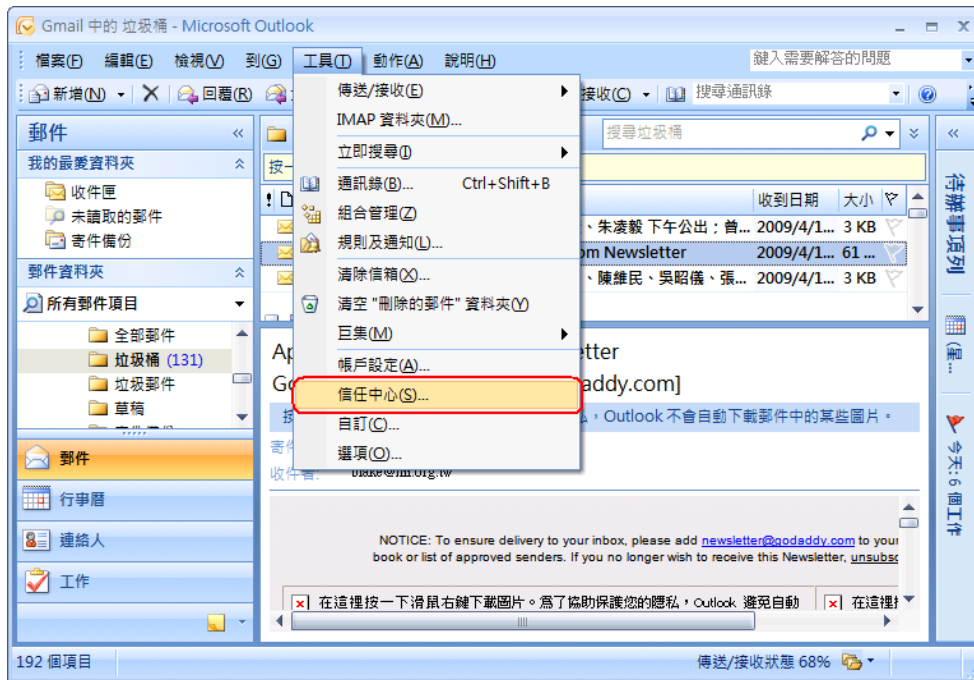 Gmail 中的 垃圾桶 - Microsoft Outlook
檔案(F) 編輯(E) 檢視(V) 到(G) 工具(T) 動作(A) 說明(H) 鍵入需要解答的問題
新增(N) 回覆(R) 接收(C) 搜尋通訊錄
傳送/接收(E)
IMAP 資料夾(M)...
立即搜尋(I)
通訊錄(B)... Ctrl+Shift+B
組合管理(Z)
規則及通知(L)...
清除信箱(X)...
清空 "刪除的郵件" 資料夾(Y)
巨集(M)
帳戶設定(A)...
信任中心(S)...
自訂(C)...
選項(O)...
郵件
我的最愛資料夾
收件匣
未讀取的郵件
寄件備份
郵件資料夾
所有郵件項目
全部郵件
垃圾桶 (131)
垃圾郵件
草稿
郵件
行事曆
連絡人
工作
搜尋垃圾桶
按一
收到日期 大小
、朱凌毅 下午公出；曾... 2009/4/1... 3 KB
om Newsletter 2009/4/1... 61 ...
、陳維民、吳昭儀、張... 2009/4/1... 3 KB
Ap
etter
Go
addy.com]
，Outlook 不會自動下載郵件中的某些圖片。
寄件
收件者: blake@mi.org.tw
NOTICE: To ensure delivery to your inbox, please add newsletter@godaddy.com to your
book or list of approved senders. If you no longer wish to receive this Newsletter, unsubsc
在這裡按一下滑鼠右鍵下載圖片。為了協助保護您的隱私，Outlook 避免自動 在這裡
待辦事項列
(星...
今天: 6 個工作
192 個項目 傳送/接收狀態 68%